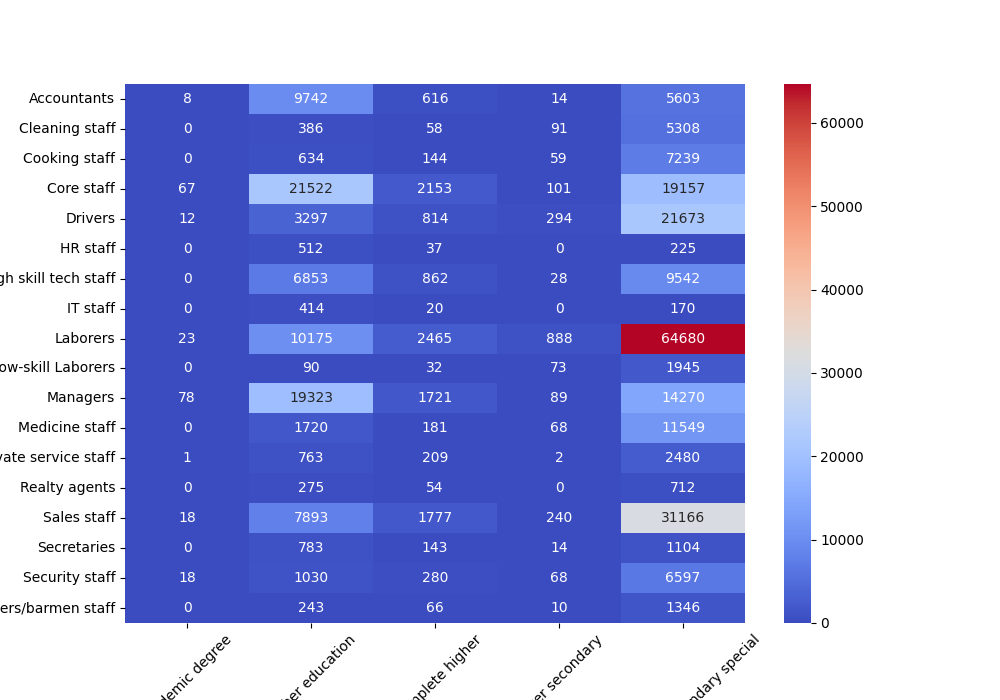 Accountants 8 9742 616 14 5603
Cleaning staff 0 386 58 91 5308
Cooking staff 0 634 144 59 7239
Core staff 67 21522 2153 101 19157
Drivers 12 3297 814 294 21673
HR staff 0 512 37 0 225
gh skill tech staff 0 6853 862 28 9542
IT staff 0 414 20 0 170
Laborers 23 10175 2465 888 64680
ow-skill Laborers 0 90 32 73 1945
Managers 78 19323 1721 89 14270
Medicine staff 0 1720 181 68 11549
vate service staff 1 763 209 2 2480
Realty agents 0 275 54 0 712
Sales staff 18 7893 1777 240 31166
Secretaries 0 783 143 14 1104
Security staff 18 1030 280 68 6597
ers/barmen staff 0 243 66 10 1346
demic degree
her education
mplete higher
er secondary
ndary special
60000
50000
40000
30000
20000
10000
0